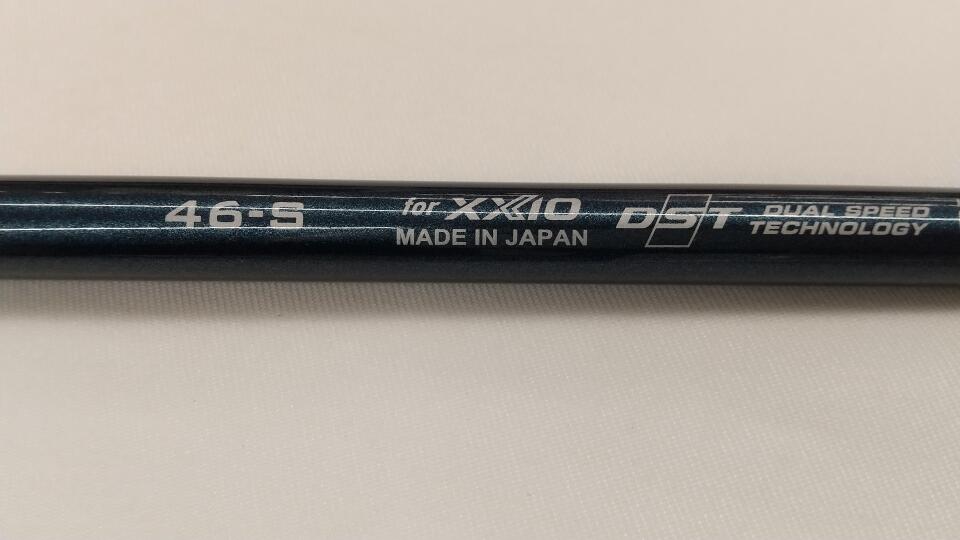 46-S
for XXIO
MADE IN JAPAN
DST
DUAL SPEED
TECHNOLOGY